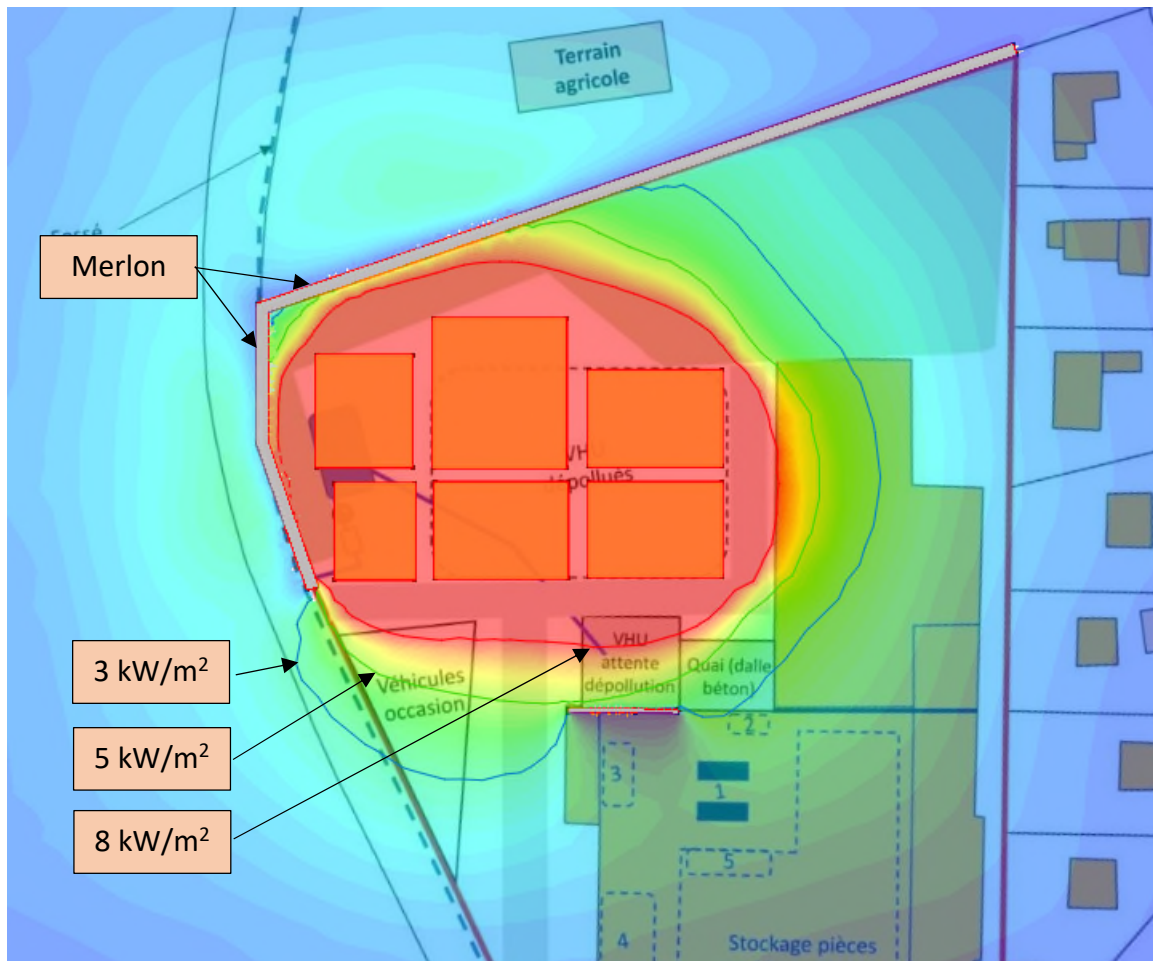 Terrain
agricole
Fossé
Merlon
VHU
dépollués
3 kW/m²
5 kW/m²
8 kW/m²
Véhicules
occasion
VHU
attente
dépollution
Quai (dalle
béton)
2
3
1
5
4
Stockage pièces